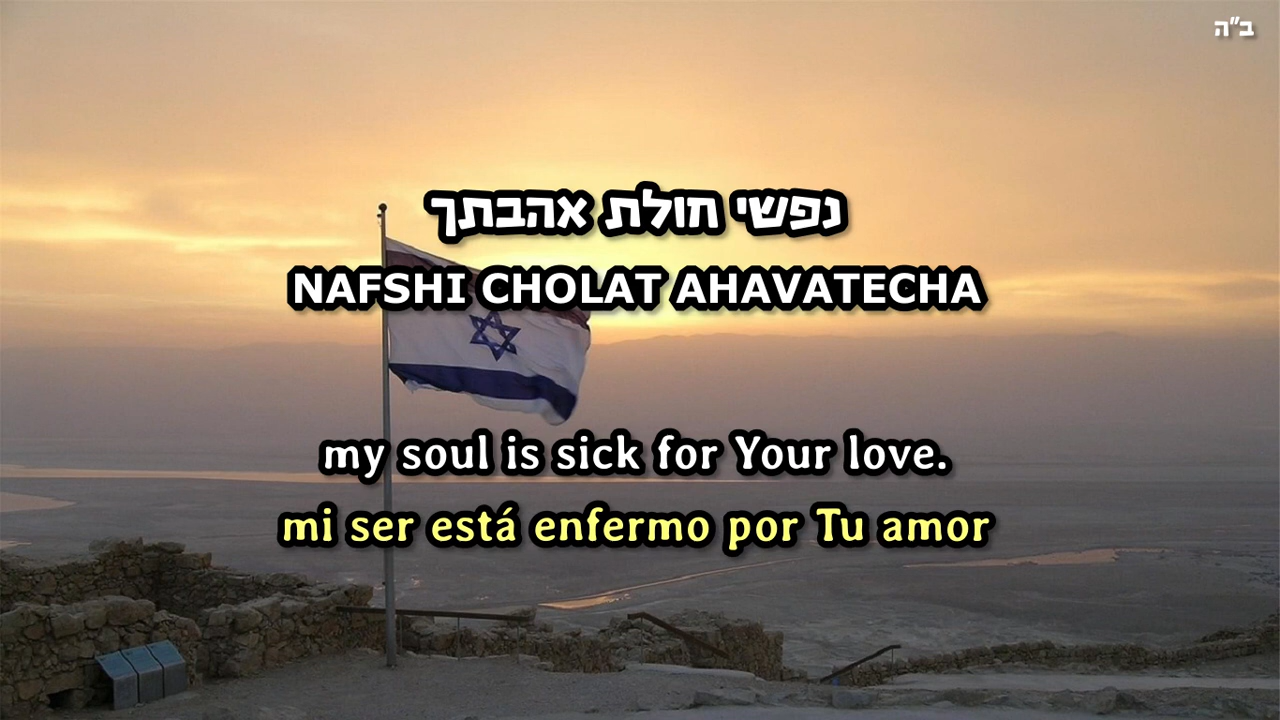 ב"ה
נפשי חולת אהבתך
NAFSHI CHOLAT AHAVATECHA
my soul is sick for Your love.
mi ser está enfermo por Tu amor